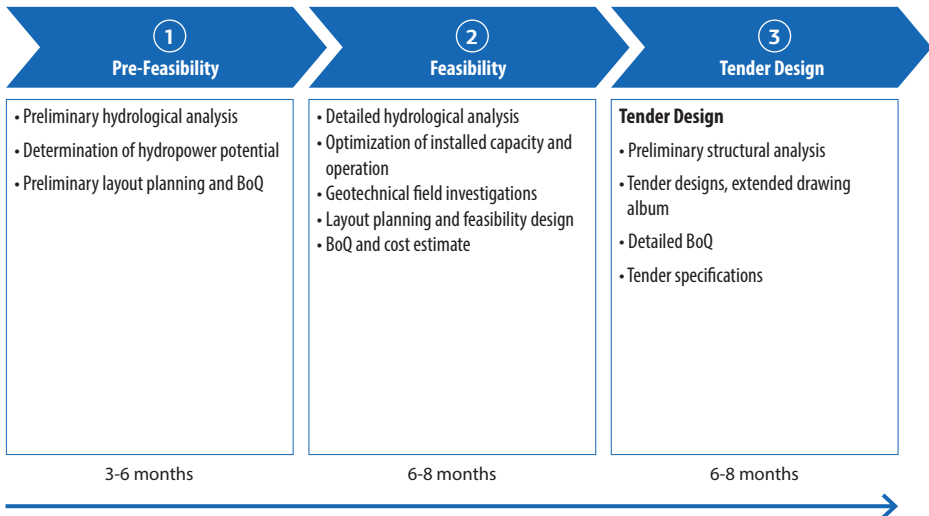 1
Pre-Feasibility
2
Feasibility
3
Tender Design
• Preliminary hydrological analysis
• Determination of hydropower potential
• Preliminary layout planning and BoQ
• Detailed hydrological analysis
• Optimization of installed capacity and
operation
• Geotechnical field investigations
• Layout planning and feasibility design
• BoQ and cost estimate
Tender Design
• Preliminary structural analysis
• Tender designs, extended drawing
album
• Detailed BoQ
• Tender specifications
3-6 months
6-8 months
6-8 months